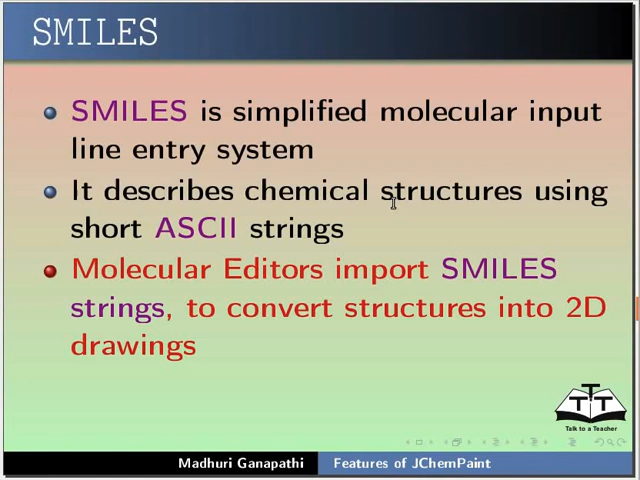 SMILES
SMILES is simplified molecular input
line entry system
It describes chemical structures using
short ASCII strings
Molecular Editors import SMILES
strings, to convert structures into 2D
drawings
TTT
Talk to a Teacher
Madhuri Ganapathi Features of JChemPaint